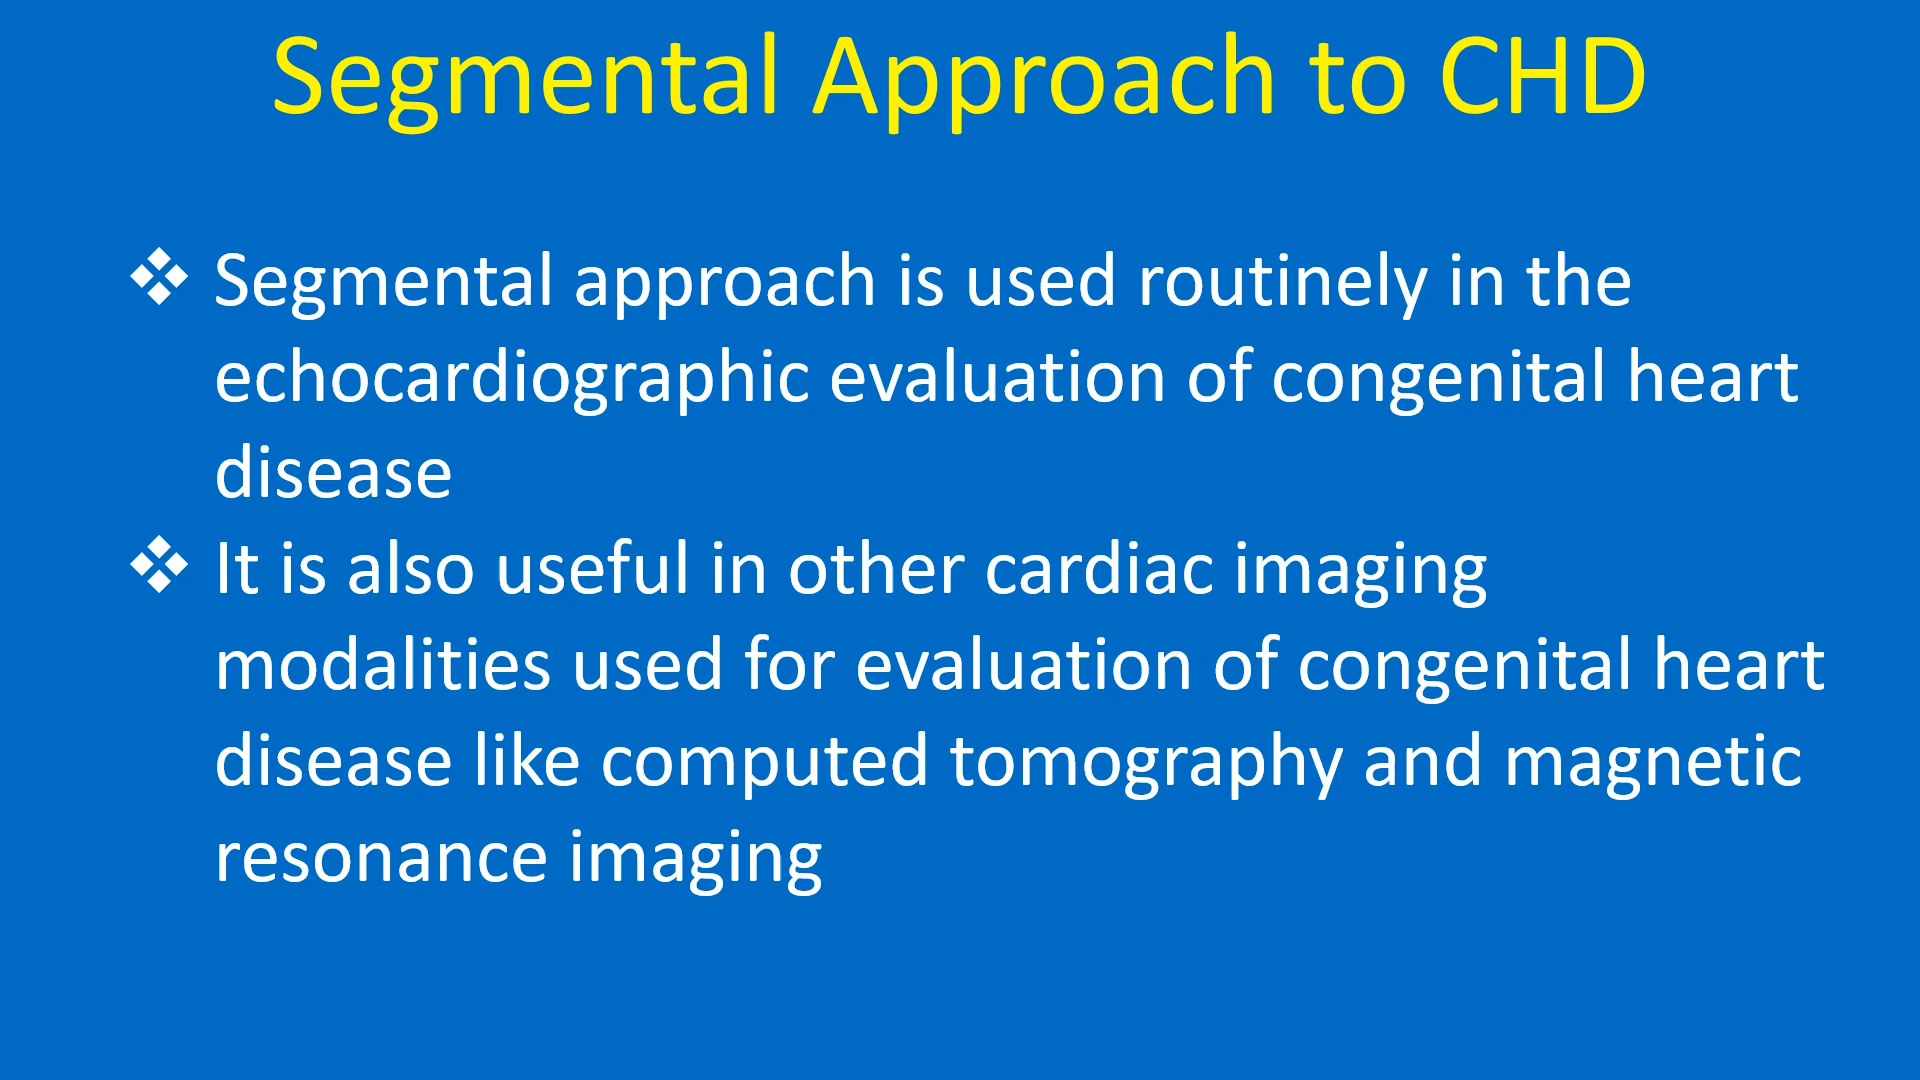 Segmental Approach to CHD
❖ Segmental approach is used routinely in the
echocardiographic evaluation of congenital heart
disease
❖ It is also useful in other cardiac imaging
modalities used for evaluation of congenital heart
disease like computed tomography and magnetic
resonance imaging